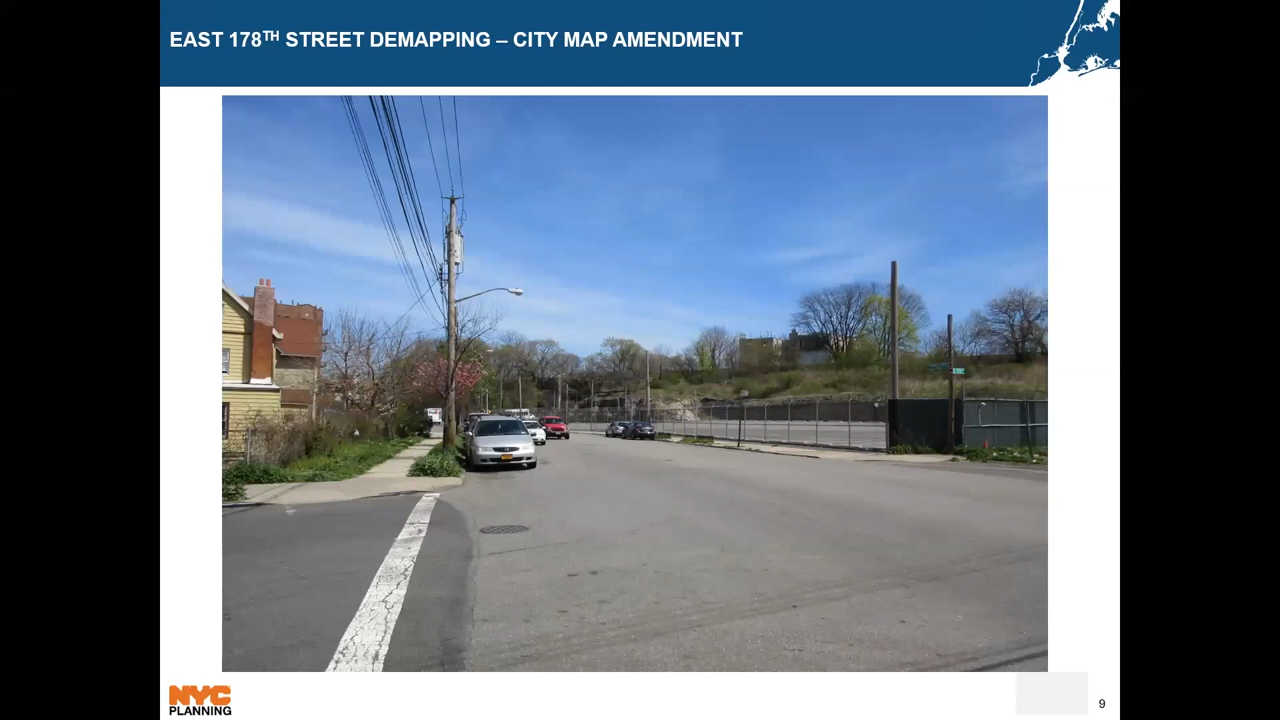 EAST 178TH STREET DEMAPPING – CITY MAP AMENDMENT
NYC
PLANNING
9